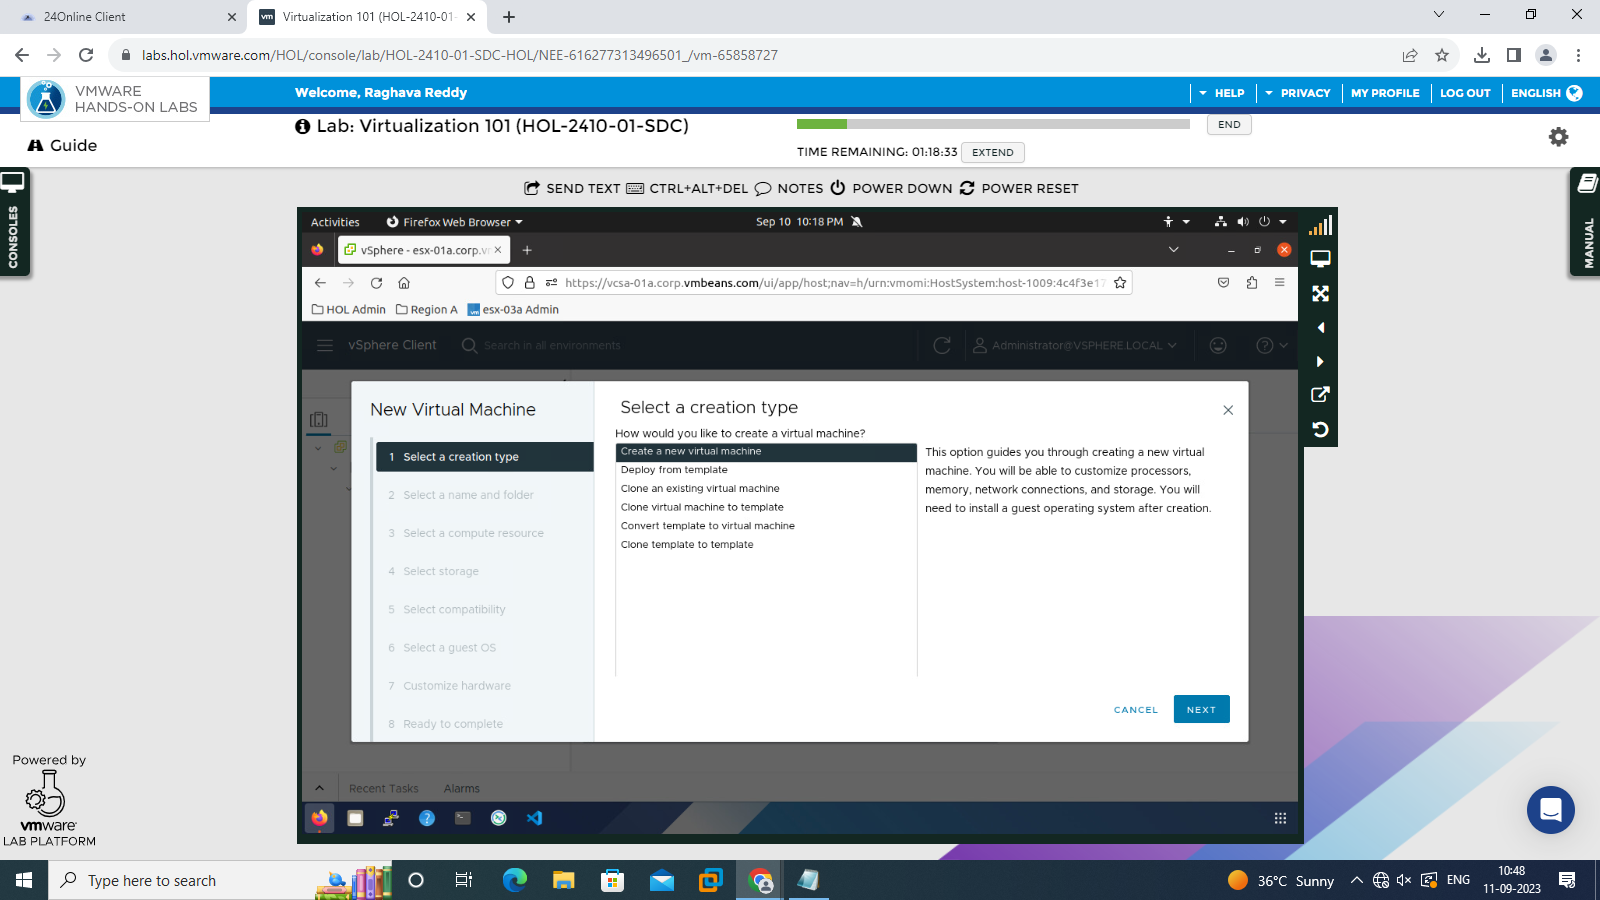 24Online Client
Virtualization 101 (HOL-2410-01-
labs.hol.vmware.com/HOL/console/lab/HOL-2410-01-SDC-HOL/NEE-616277313496501_/vm-65858727
VMWARE
HANDS-ON LABS
Welcome, Raghava Reddy
HELP
PRIVACY
MY PROFILE
LOG OUT
ENGLISH
Guide
Lab: Virtualization 101 (HOL-2410-01-SDC)
END
TIME REMAINING: 01:18:33
EXTEND
CONSOLES
MANUAL
SEND TEXT
CTRL+ALT+DEL
NOTES
POWER DOWN
POWER RESET
Activities
Firefox Web Browser
Sep 10 10:18 PM
vSphere - esx-01a.corp.v
https://vcsa-01a.corp.vmbeans.com/ui/app/host;nav=h/urn:vmomi:HostSystem:host-1009:4c4f3e17
HOL Admin
Region A
vm
esx-03a Admin
vSphere Client
Search in all environments
Administrator@VSPHERE.LOCAL
New Virtual Machine
1 Select a creation type
2 Select a name and folder
3 Select a compute resource
4 Select storage
5 Select compatibility
6 Select a guest OS
7 Customize hardware
8 Ready to complete
Select a creation type
How would you like to create a virtual machine?
Create a new virtual machine
Deploy from template
Clone an existing virtual machine
Clone virtual machine to template
Convert template to virtual machine
Clone template to template
This option guides you through creating a new virtual
machine. You will be able to customize processors,
memory, network connections, and storage. You will
need to install a guest operating system after creation.
CANCEL
NEXT
Recent Tasks
Alarms
Powered by
vmware
LAB PLATFORM
Type here to search
36°C Sunny
ENG
10:48
11-09-2023